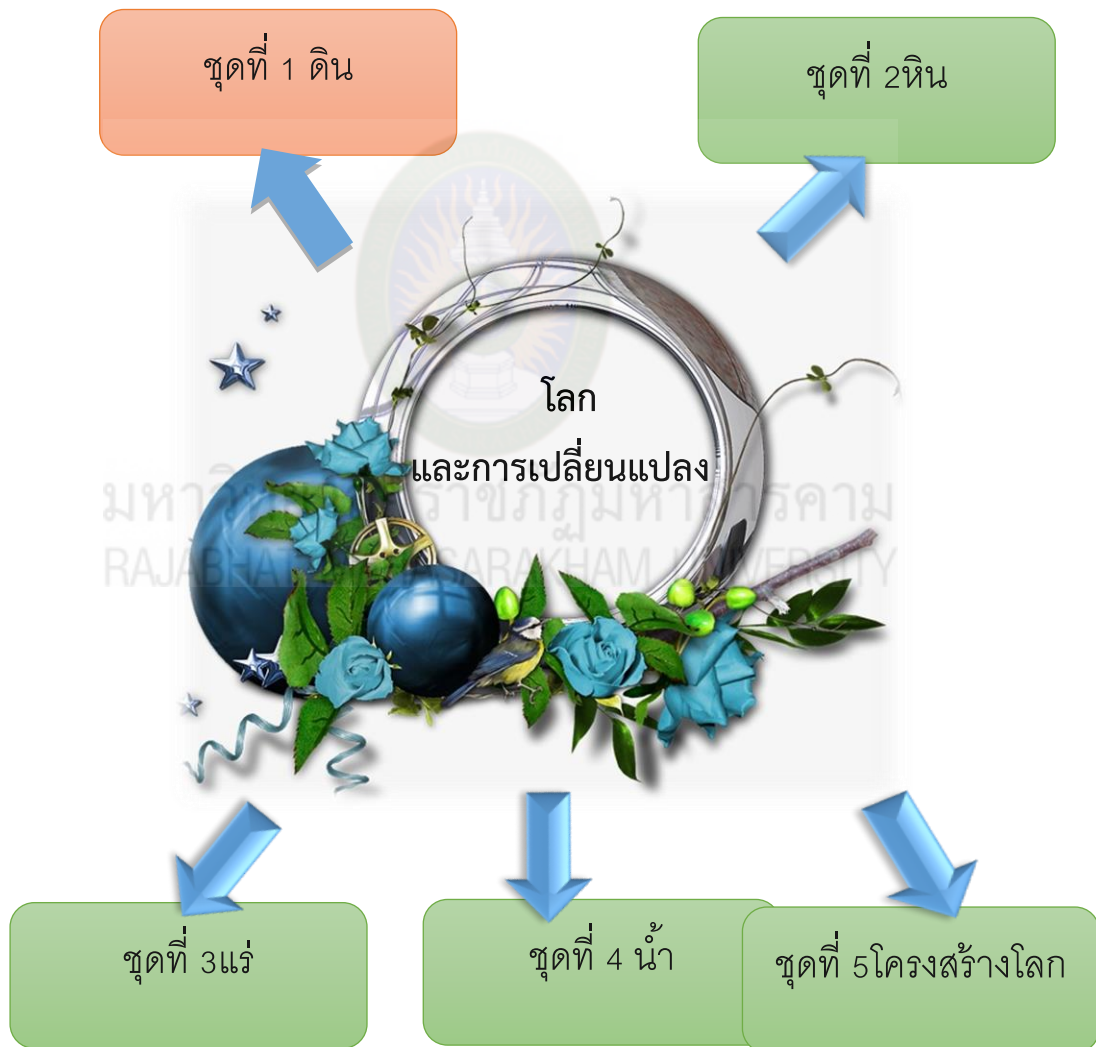 ชุดที่ 1 ดิน
ชุดที่ 2หิน
โลก
และการเปลี่ยนแปลง
RAJABHAT MAHASARAKHAM UNIVERSITY
ชุดที่ 3แร่
ชุดที่ 4 น้ำ
ชุดที่ 5โครงสร้างโลก